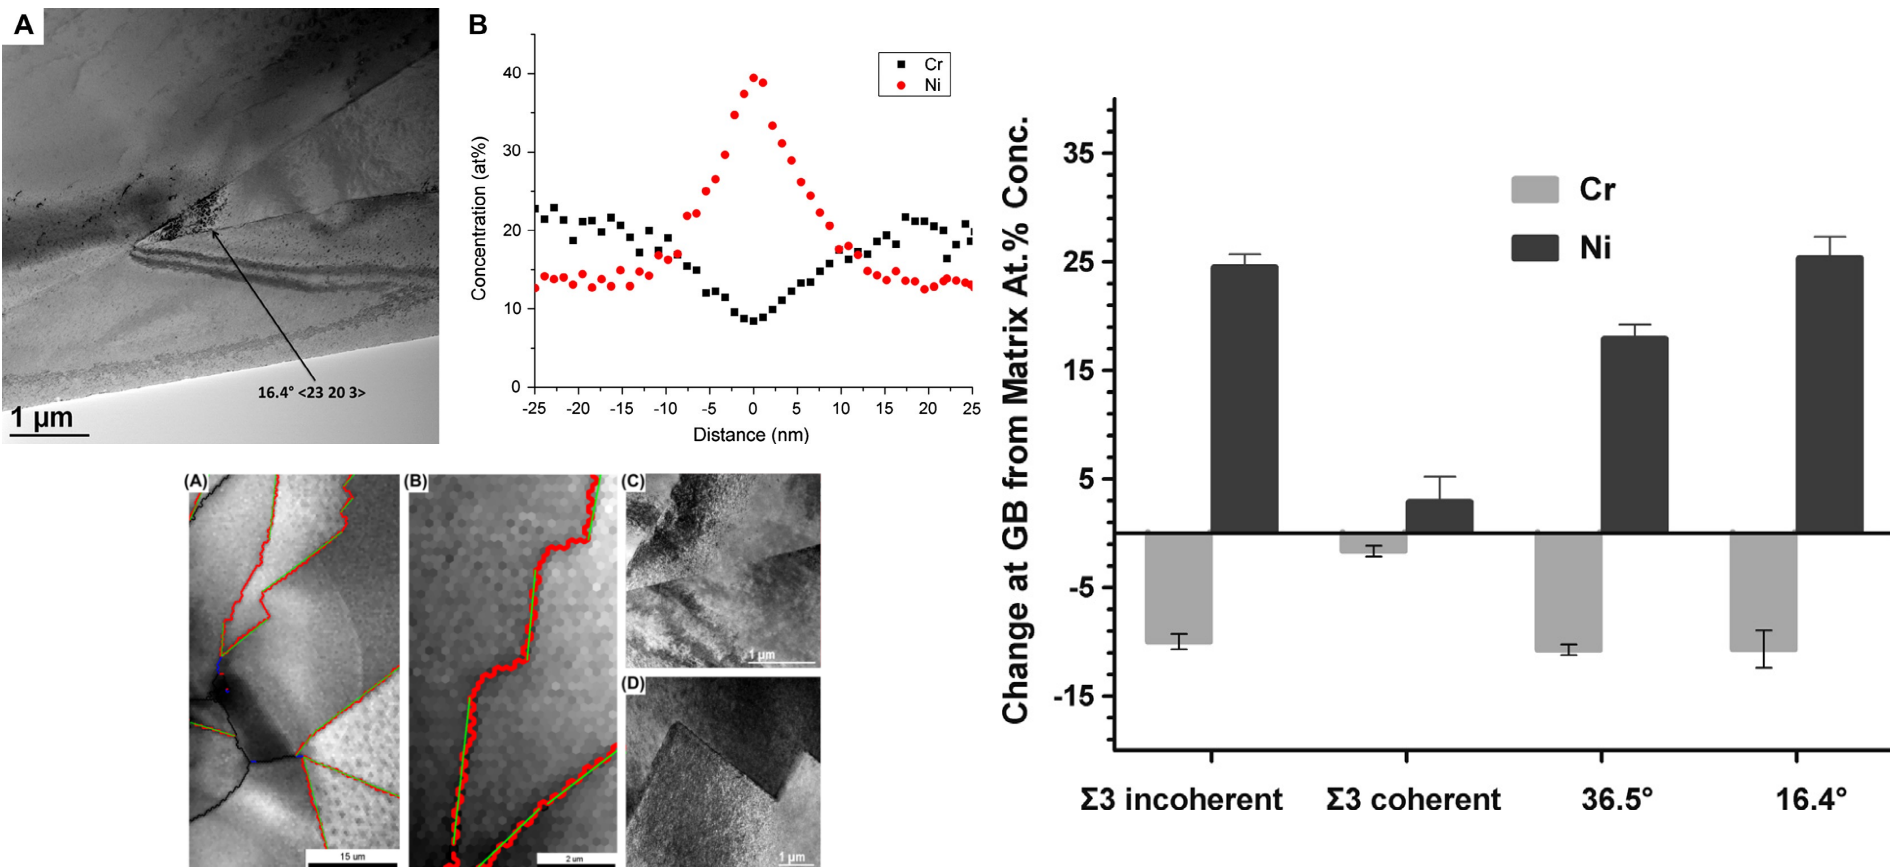 A
16.4° <23 20 3>
1 µm
B
Cr
Ni
Concentration (at%)
40
30
20
10
0
-25 -20 -15 -10 -5 0 5 10 15 20 25
Distance (nm)
(A)
15 um
(B)
2 um
(C)
1 µm
(D)
1 µm
Change at GB from Matrix At.% Conc.
35
25
15
5
-5
-15
Cr
Ni
Σ3 incoherent Σ3 coherent 36.5° 16.4°